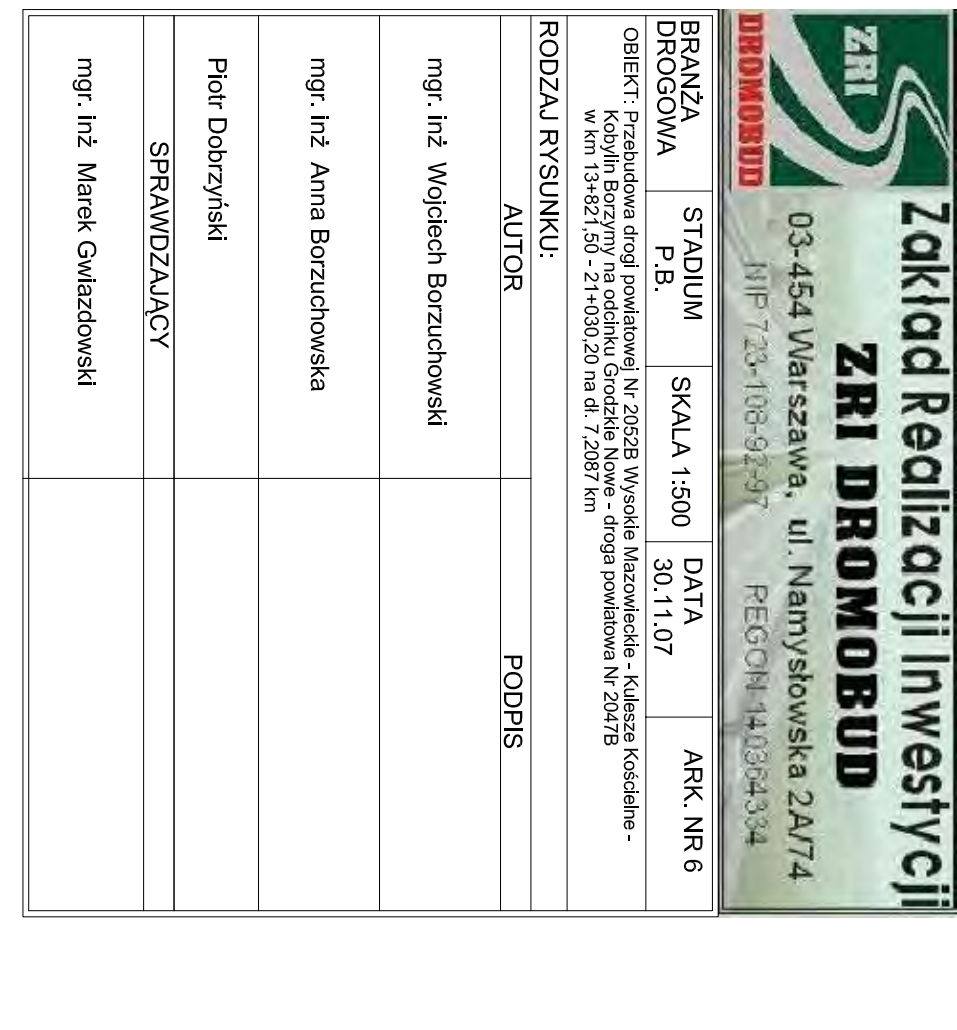 ZRI
DROMOBUD
Zakład Realizacji Inwestycji
ZRI DROMOBUD
03-454 Warszawa, ul. Namysłowska 2A/74
NIP 723-108-92-97 REGON 140364334
BRANŻA
DROGOWA
STADIUM
P.B.
SKALA 1:500
DATA
30.11.07
ARK. NR 6
OBIEKT: Przebudowa drogi powiatowej Nr 2052B Wysokie Mazowieckie - Kulesze Kościelne -
Kobylin Borzymy na odcinku Grodzkie Nowe - droga powiatowa Nr 2047B
w km 13+821,50 - 21+030,20 na dł. 7,2087 km
RODZAJ RYSUNKU:
AUTOR
PODPIS
mgr. inż Wojciech Borzuchowski
mgr. inż Anna Borzuchowska
Piotr Dobrzyński
SPRAWDZAJĄCY
mgr. inż Marek Gwiazdowski